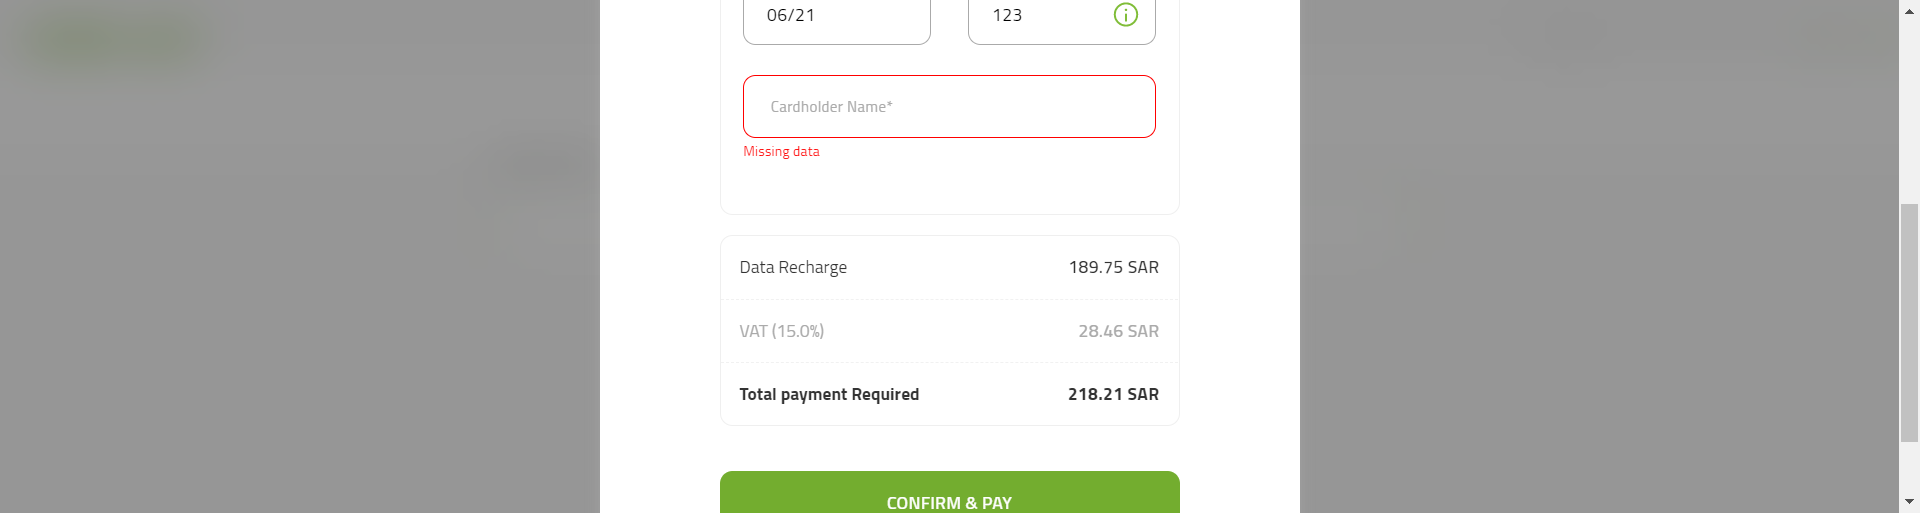 06/21 123
Cardholder Name*
Missing data
Data Recharge 189.75 SAR
VAT (15.0%) 28.46 SAR
Total payment Required 218.21 SAR
CONFIRM & PAY